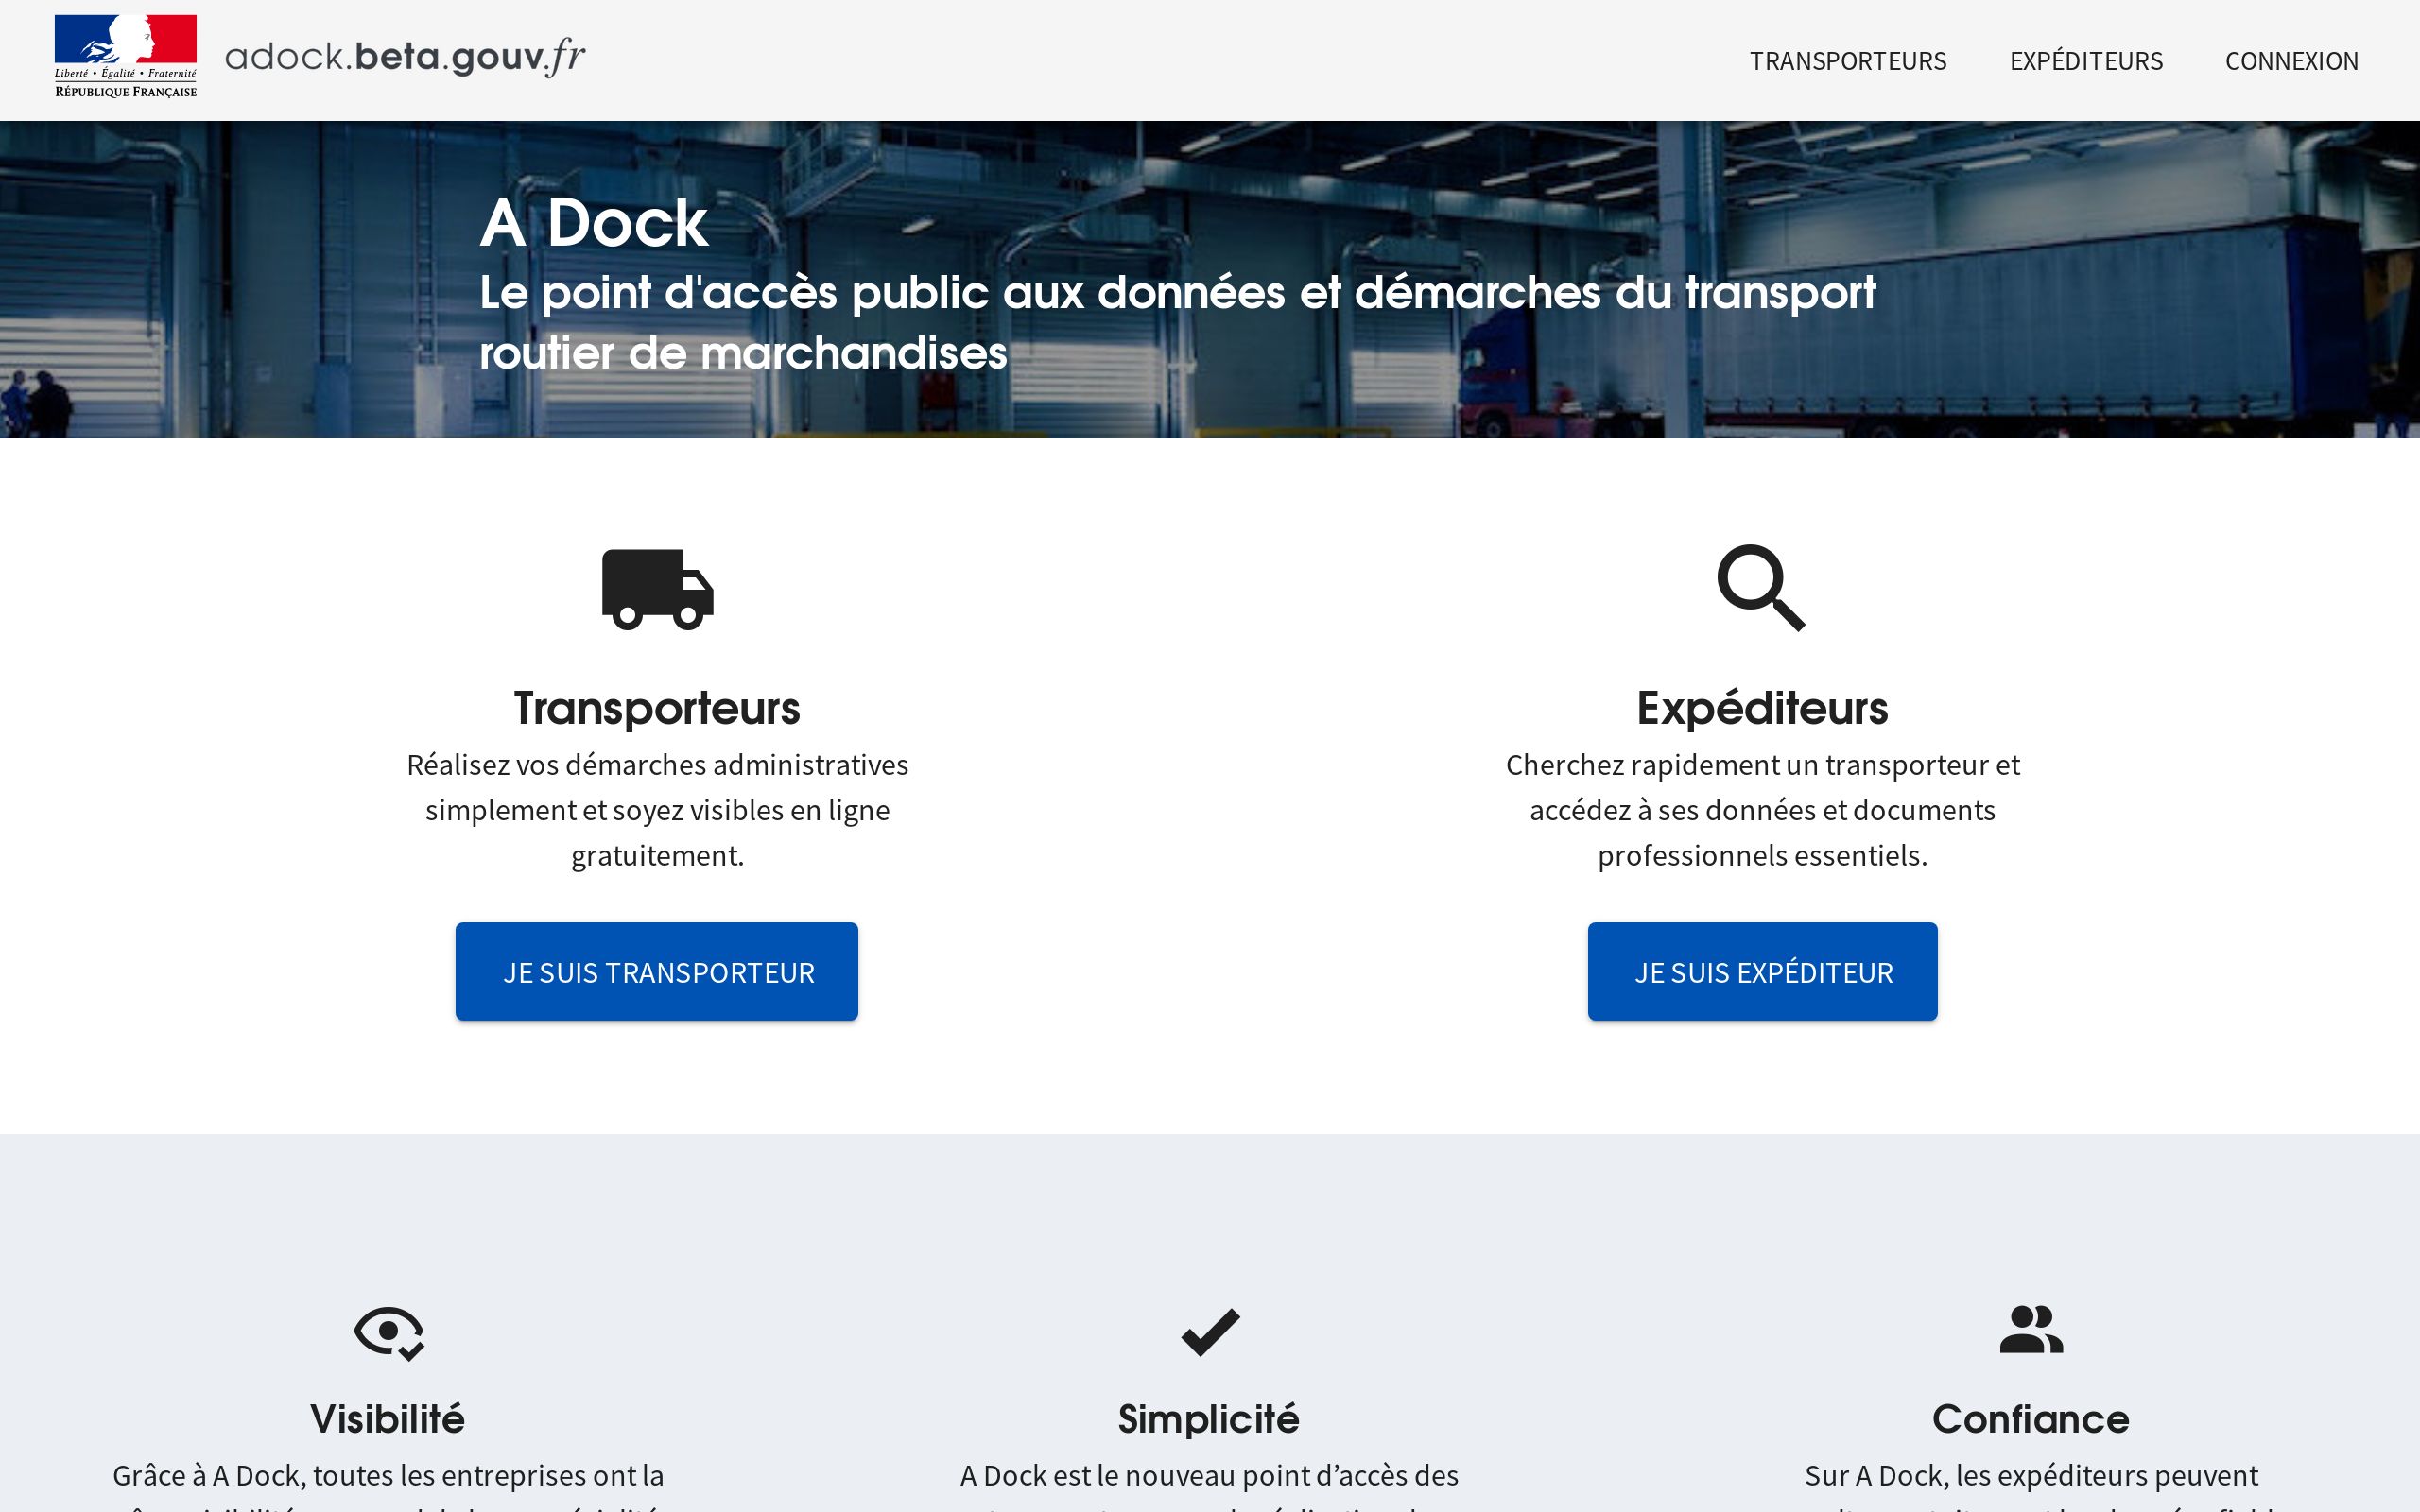 Liberté • Égalité • Fraternité
RÉPUBLIQUE FRANÇAISE
adock.beta.gouv.fr
TRANSPORTEURS
EXPÉDITEURS
CONNEXION
A Dock
Le point d'accès public aux données et démarches du transport
routier de marchandises
Transporteurs
Réalisez vos démarches administratives
simplement et soyez visibles en ligne
gratuitement.
JE SUIS TRANSPORTEUR
Expéditeurs
Cherchez rapidement un transporteur et
accédez à ses données et documents
professionnels essentiels.
JE SUIS EXPÉDITEUR
Visibilité
Grâce à A Dock, toutes les entreprises ont la
Simplicité
A Dock est le nouveau point d’accès des
Confiance
Sur A Dock, les expéditeurs peuvent